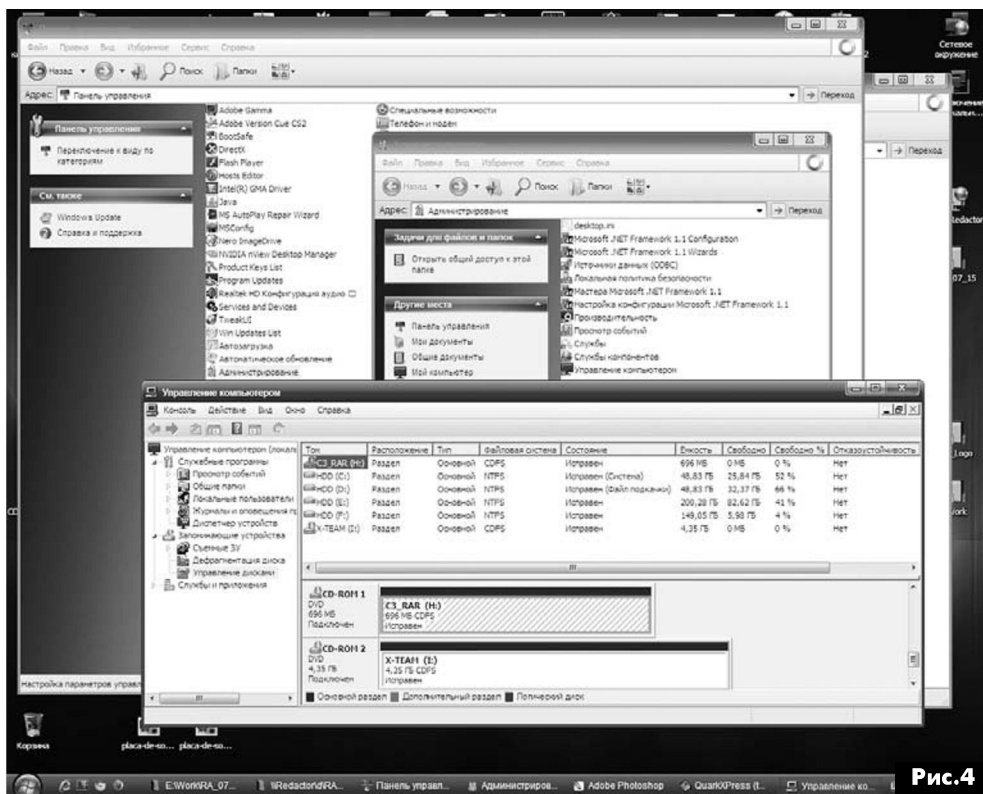 Сетевое
окружение
Файл Правка Вид Избранное Сервис Справка
Назад Поиск Папки
Адрес: Панель управления Переход
Панель управления
Переключение к виду по
категориям
См. также
Windows Update
Справка и поддержка
Adobe Gamma
Adobe Version Cue CS2
BootSafe
DirectX
Flash Player
Hosts Editor
Intel(R) GMA Driver
Java
MS AutoPlay Repair Wizard
MSConfig
Nero ImageDrive
NVIDIA nView Desktop Manager
Product Keys List
Program Updates
Realtek HD Конфигурация аудио
Services and Devices
TweakUI
Win Updates List
Автозагрузка
Автоматическое обновление
Администрирование
Специальные возможности
Телефон и модем
Переход
Файл Правка Вид Избранное Сервис Справка
Назад Поиск Папки
Адрес: Администрирование Переход
Задачи для файлов и папок
Открыть общий доступ к этой
папке
Другие места
Панель управления
Мои документы
Общие документы
Мой компьютер
desktop.ini
Microsoft .NET Framework 1.1 Configuration
Microsoft .NET Framework 1.1 Wizards
Источники данных (ODBC)
Локальная политика безопасности
Мастера Microsoft .NET Framework 1.1
Настройка конфигурации Microsoft .NET Framework 1.1
Производительность
Просмотр событий
Службы
Службы компонентов
Управление компьютером
Redactor
07_15
_Logo
Work
Управление компьютером
Консоль Действие Вид Окно Справка
Управление компьютером (локал
Служебные программы
Просмотр событий
Общие папки
Локальные пользователи
Журналы и оповещения пр
Диспетчер устройств
Запоминающие устройства
Съемные ЗУ
Дефрагментация диска
Управление дисками
Службы и приложения
Том Расположение Тип Файловая система Состояние Емкость Свободно Свободно % Отказоустойчивость
C3_RAR (H:) Раздел Основной CDFS Исправен 696 МБ 0 МБ 0 % Нет
HDD (C:) Раздел Основной NTFS Исправен (Система) 48,83 ГБ 25,84 ГБ 52 % Нет
HDD (D:) Раздел Основной NTFS Исправен (Файл подкачки) 48,83 ГБ 32,37 ГБ 66 % Нет
HDD (E:) Раздел Основной NTFS Исправен 200,28 ГБ 82,62 ГБ 41 % Нет
HDD (F:) Раздел Основной NTFS Исправен 149,05 ГБ 5,98 ГБ 4 % Нет
X-TEAM (I:) Раздел Основной CDFS Исправен 4,35 ГБ 0 МБ 0 % Нет
CD-ROM 1
DVD
696 МБ
Подключен
C3_RAR (H:)
696 МБ CDFS
Исправен
CD-ROM 2
DVD
4,35 ГБ
Подключен
X-TEAM (I:)
4,35 ГБ CDFS
Исправен
Основной раздел Дополнительный раздел Логический диск
Настройка параметров управл
Корзина
placa-de-so... placa-de-so...
E:\Work\RA_07... \\Redactor\d\RA... Панель управл... Администриров... Adobe Photoshop QuarkXPress (t... Управление ко...
Рис.4